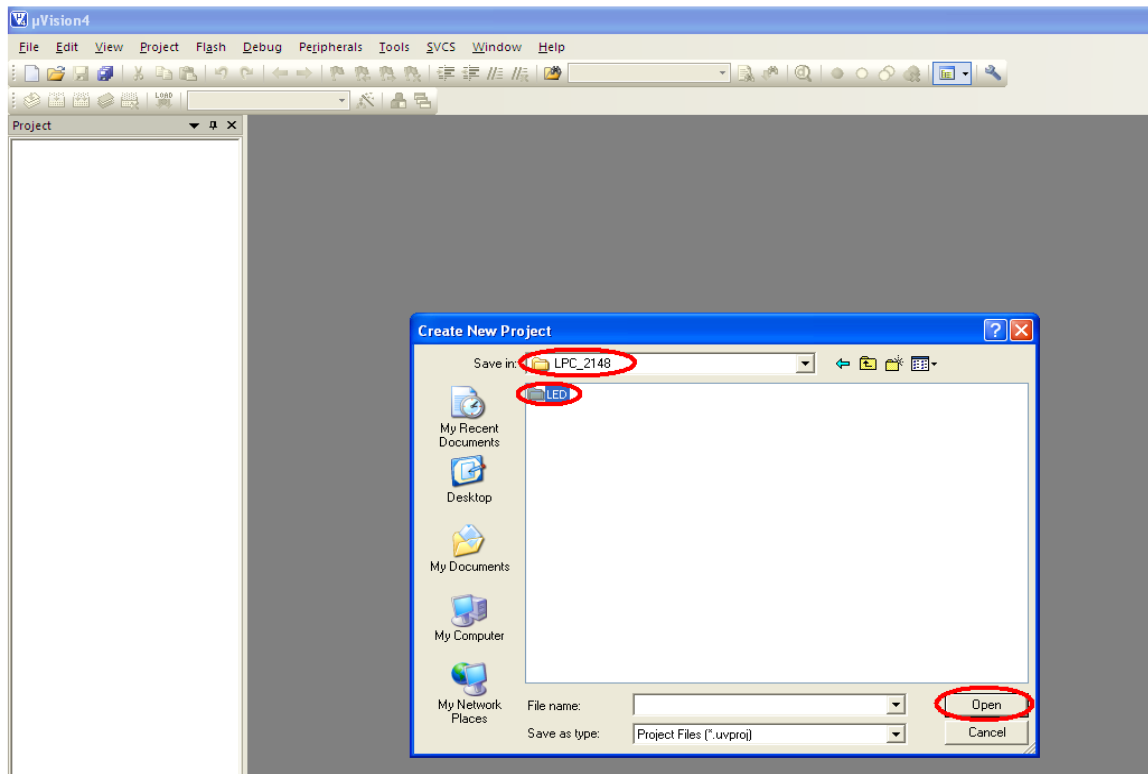 µVision4
File Edit View Project Flash Debug Peripherals Tools SVCS Window Help
LOAD
Project
Create New Project
Save in: LPC_2148
LED
My Recent
Documents
Desktop
My Documents
My Computer
My Network
Places
File name:
Open
Save as type: Project Files (*.uvproj)
Cancel